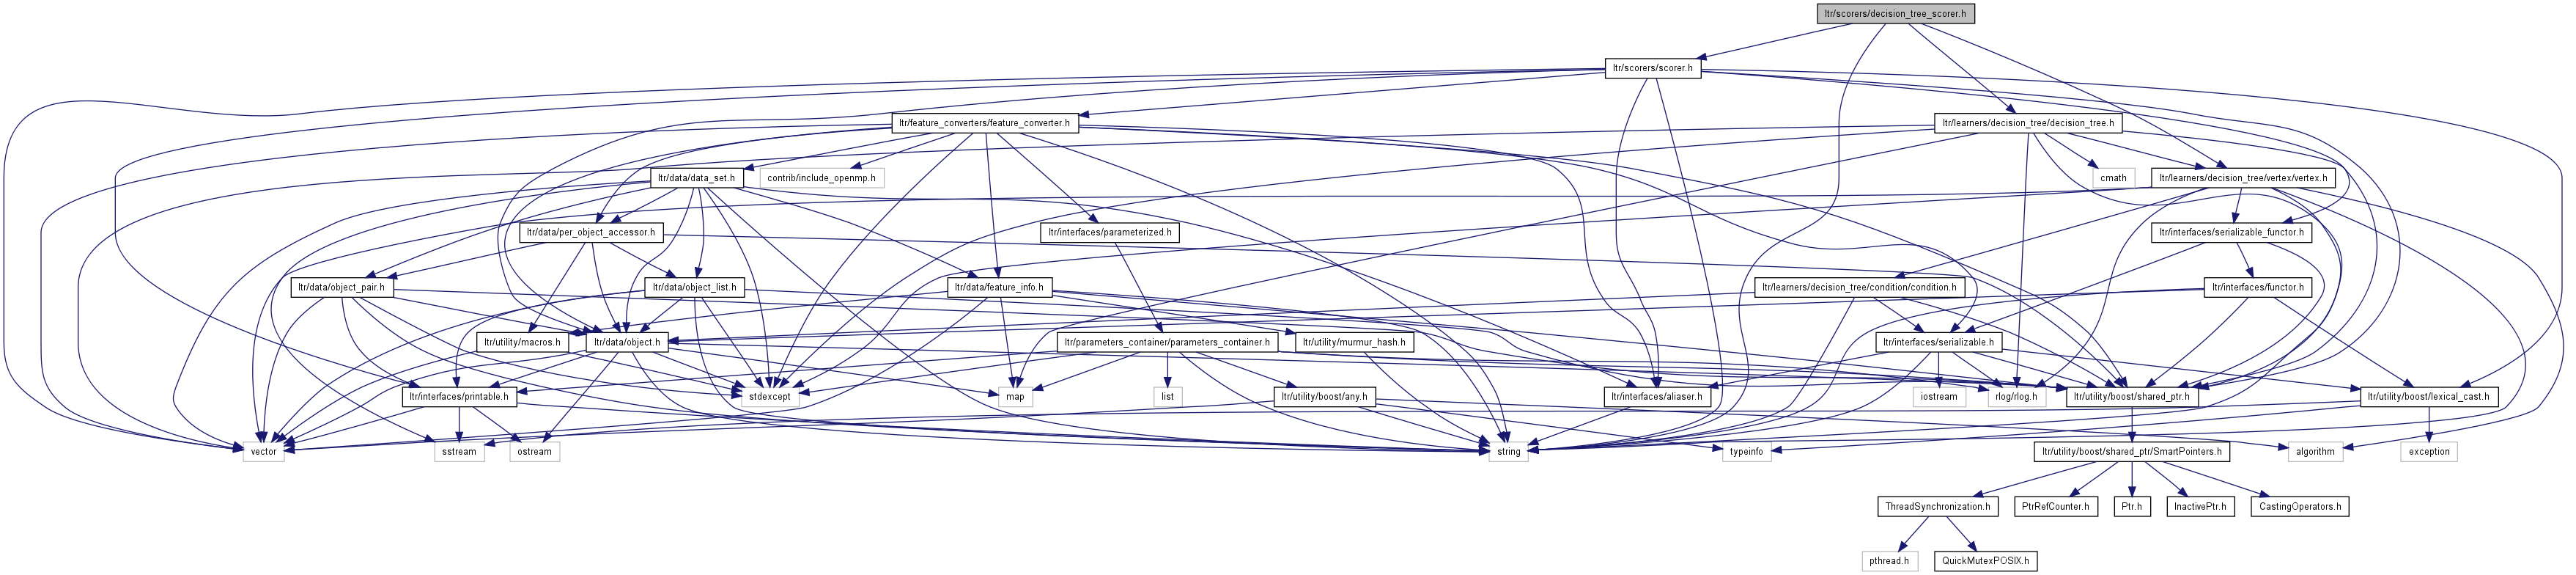 ltr/scorers/decision_tree_scorer.h
ltr/scorers/scorer.h
ltr/feature_converters/feature_converter.h
ltr/learners/decision_tree/decision_tree.h
ltr/data/data_set.h
contrib/include_openmp.h
cmath
ltr/learners/decision_tree/vertex/vertex.h
ltr/data/per_object_accessor.h
ltr/interfaces/parameterized.h
ltr/interfaces/serializable_functor.h
ltr/data/object_pair.h
ltr/data/object_list.h
ltr/data/feature_info.h
ltr/learners/decision_tree/condition/condition.h
ltr/interfaces/functor.h
ltr/utility/macros.h
ltr/data/object.h
ltr/parameters_container/parameters_container.h
ltr/utility/murmur_hash.h
ltr/interfaces/serializable.h
ltr/interfaces/printable.h
stdexcept
map
list
ltr/utility/boost/any.h
ltr/interfaces/aliaser.h
iostream
rlog/rlog.h
ltr/utility/boost/shared_ptr.h
ltr/utility/boost/lexical_cast.h
vector
sstream
ostream
string
typeinfo
ltr/utility/boost/shared_ptr/SmartPointers.h
algorithm
exception
ThreadSynchronization.h
PtrRefCounter.h
Ptr.h
InactivePtr.h
CastingOperators.h
pthread.h
QuickMutexPOSIX.h